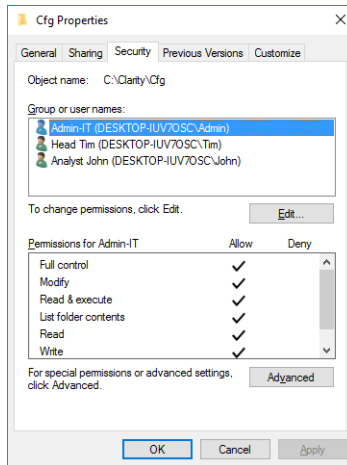 Cfg Properties
General Sharing Security Previous Versions Customize
Object name: C:\Clarity\Cfg
Group or user names:
Admin-IT (DESKTOP-IUV7OSC\Admin)
Head Tim (DESKTOP-IUV7OSC\Tim)
Analyst John (DESKTOP-IUV7OSC\John)
To change permissions, click Edit. Edit...
Permissions for Admin-IT Allow Deny
Full control
Modify
Read & execute
List folder contents
Read
Write
For special permissions or advanced settings, click Advanced. Advanced
OK Cancel Apply